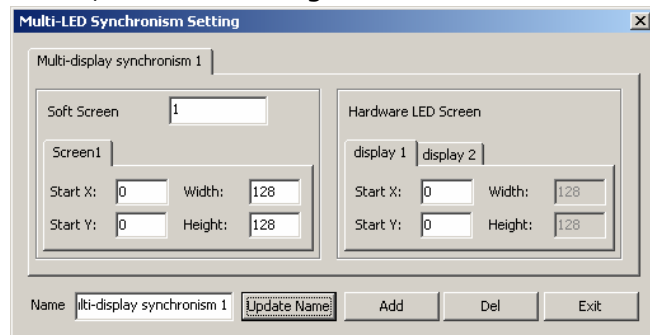 Multi-LED Synchronism Setting
Multi-display synchronism 1
Soft Screen 1 Hardware LED Screen
Screen1 display 1 display 2
Start X: 0 Width: 128 Start X: 0 Width: 128
Start Y: 0 Height: 128 Start Y: 0 Height: 128
Name ulti-display synchronism 1 Update Name Add Del Exit